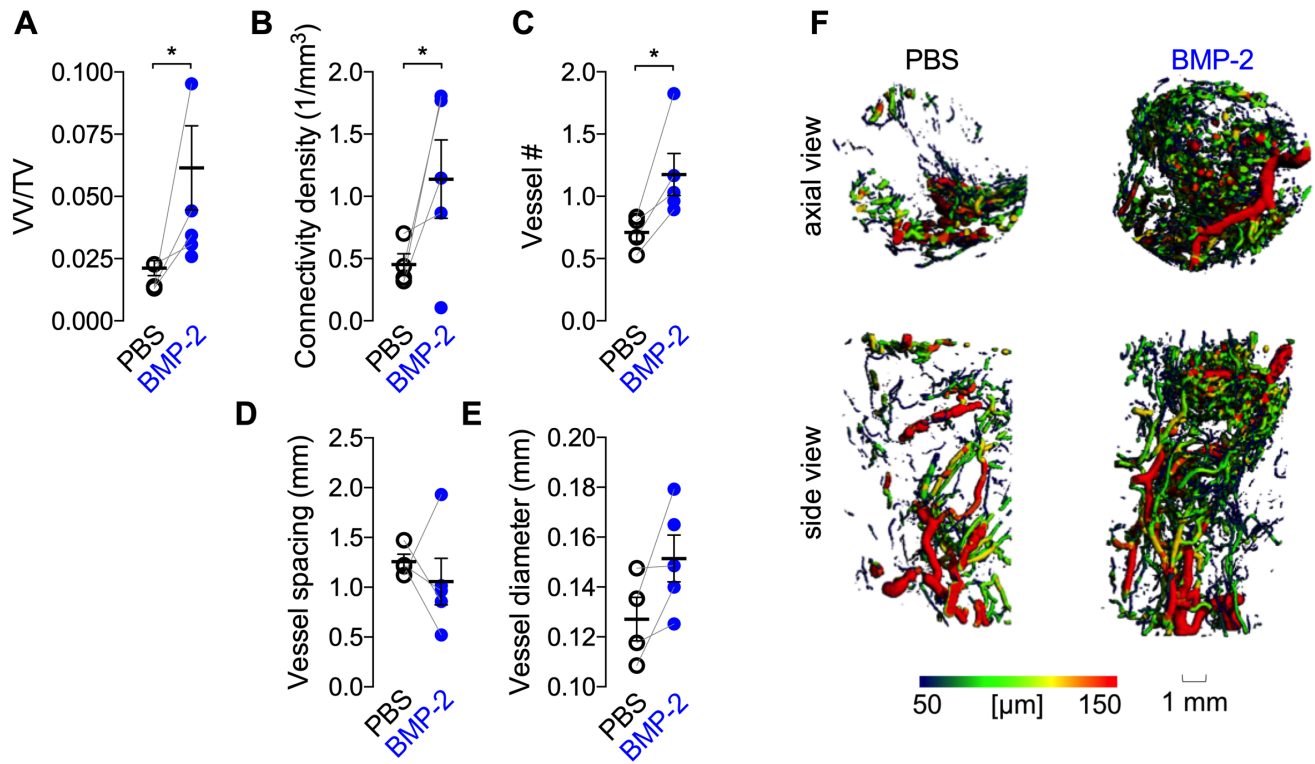 A
*
VV/TV
0.100
0.075
0.050
0.025
0.000
PBS
BMP-2
B
*
Connectivity density (1/mm³)
2.0
1.5
1.0
0.5
0.0
PBS
BMP-2
C
*
Vessel #
2.0
1.5
1.0
0.5
0.0
PBS
BMP-2
D
Vessel spacing (mm)
2.5
2.0
1.5
1.0
0.5
0.0
PBS
BMP-2
E
Vessel diameter (mm)
0.20
0.18
0.16
0.14
0.12
0.10
PBS
BMP-2
F
PBS
BMP-2
axial view
side view
50 [µm] 150
1 mm